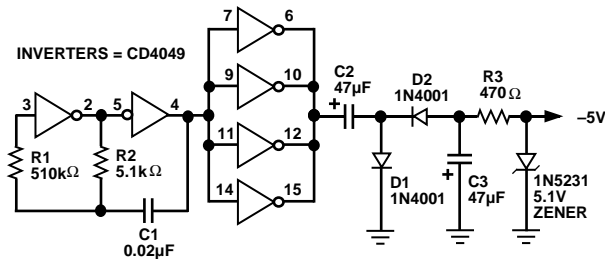 INVERTERS = CD4049
3
2
5
4
7
6
9
10
11
12
14
15
R1
510kΩ
R2
5.1kΩ
C1
0.02µF
C2
47µF
+
D2
1N4001
D1
1N4001
R3
470Ω
C3
47µF
+
–5V
1N5231
5.1V
ZENER